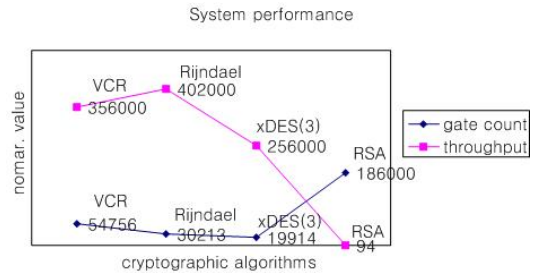 System performance
nomar. value
VCR
356000
Rijndael
402000
xDES(3)
256000
RSA
186000
VCR
54756
Rijndael
30213
xDES(3)
19914
RSA
94
cryptographic algorithms
gate count
throughput